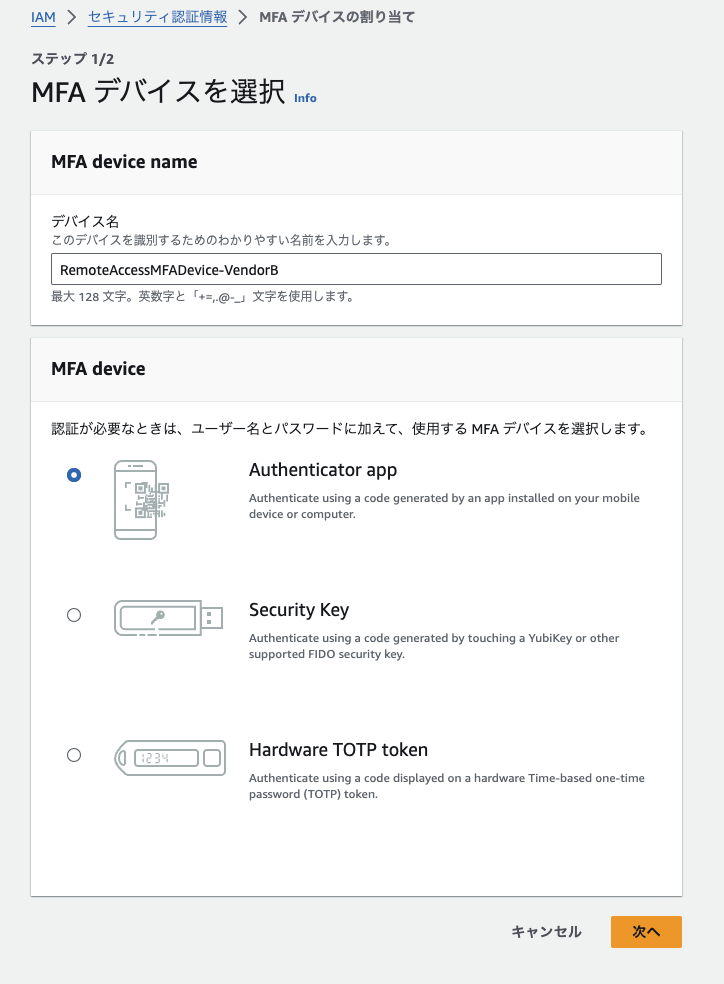 IAM > セキュリティ認証情報 > MFA デバイスの割り当て
ステップ 1/2
MFA デバイスを選択 Info
MFA device name
デバイス名
このデバイスを識別するためのわかりやすい名前を入力します。
RemoteAccessMFADevice-VendorB
最大 128 文字。英数字と「+=,.@-_」文字を使用します。
MFA device
認証が必要なときは、ユーザー名とパスワードに加えて、使用する MFA デバイスを選択します。
Authenticator app
Authenticate using a code generated by an app installed on your mobile
device or computer.
Security Key
Authenticate using a code generated by touching a YubiKey or other
supported FIDO security key.
1234
Hardware TOTP token
Authenticate using a code displayed on a hardware Time-based one-time
password (TOTP) token.
キャンセル
次へ